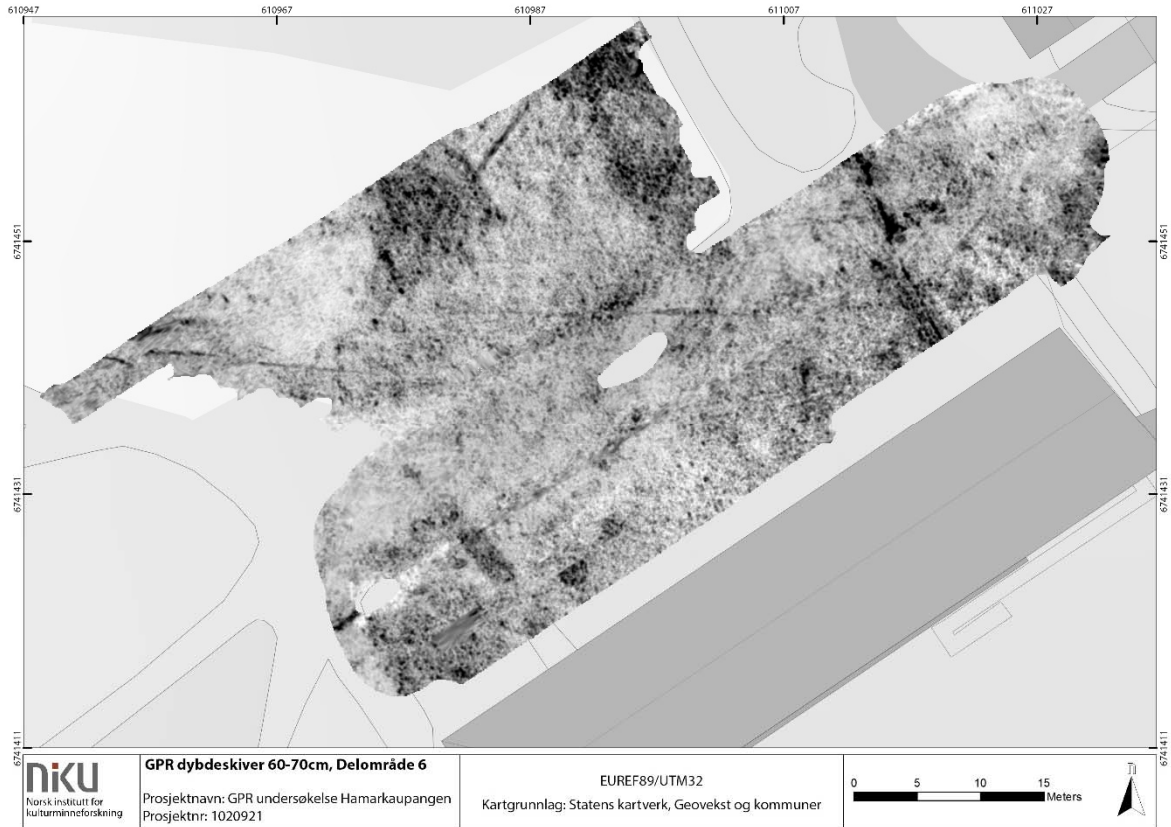 610947 610967 610987 611007 611027
6741451 6741451
6741431 6741431
6741411 6741411
niku
Norsk institutt for
kulturminneforskning
GPR dybdeskiver 60-70cm, Delområde 6
Prosjektnavn: GPR undersøkelse Hamarkaupangen
Prosjektnr: 1020921
EUREF89/UTM32
Kartgrunnlag: Statens kartverk, Geovekst og kommuner
0 5 10 15
Meters